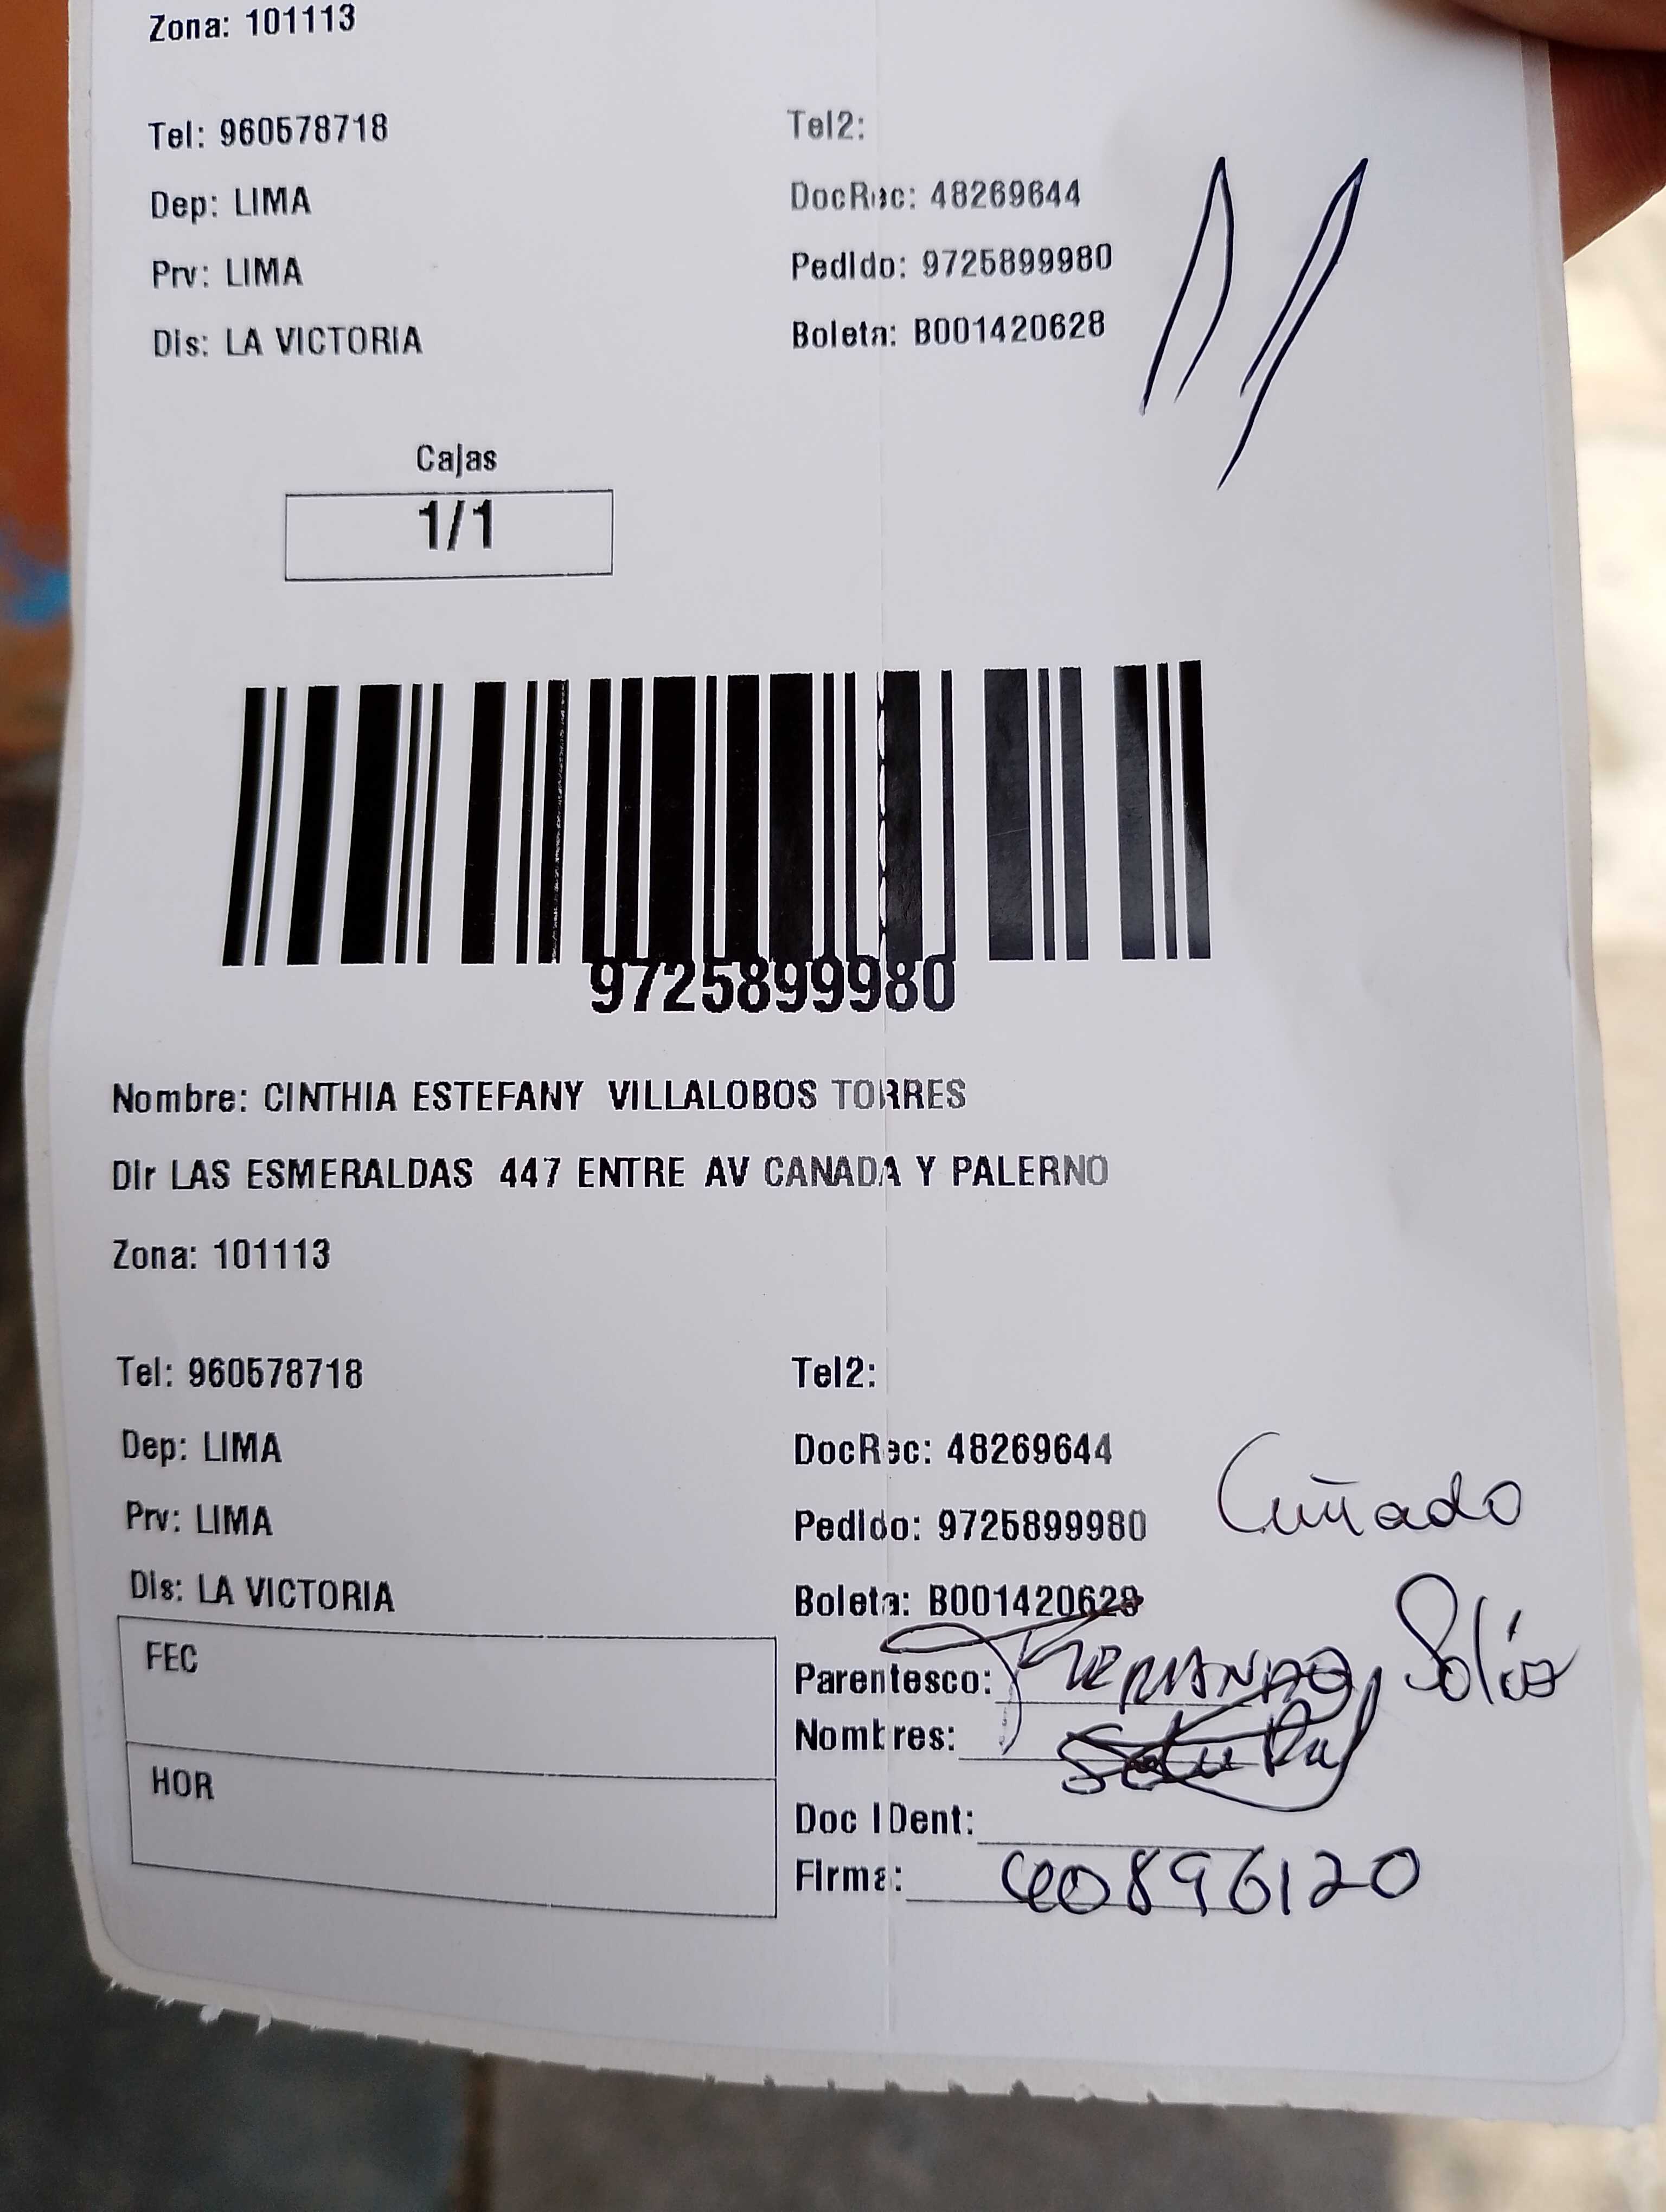 Zona: 101113
Tel: 960578718 Tel2:
Dep: LIMA DocRec: 48269644
Prv: LIMA Pedido: 9725899980
Dis: LA VICTORIA Boleta: B001420628
Cajas
1/1
9725899980
Nombre: CINTHIA ESTEFANY VILLALOBOS TORRES
Dir LAS ESMERALDAS 447 ENTRE AV CANADA Y PALERNO
Zona: 101113
Tel: 960578718 Tel2:
Dep: LIMA DocRec: 48269644
Prv: LIMA Pedido: 9725899980 Cuñado
Dis: LA VICTORIA Boleta: B001420628
FEC Parentesco: FERNANDO
Nombres:
HOR Doc IDent:
Firma: 40896120